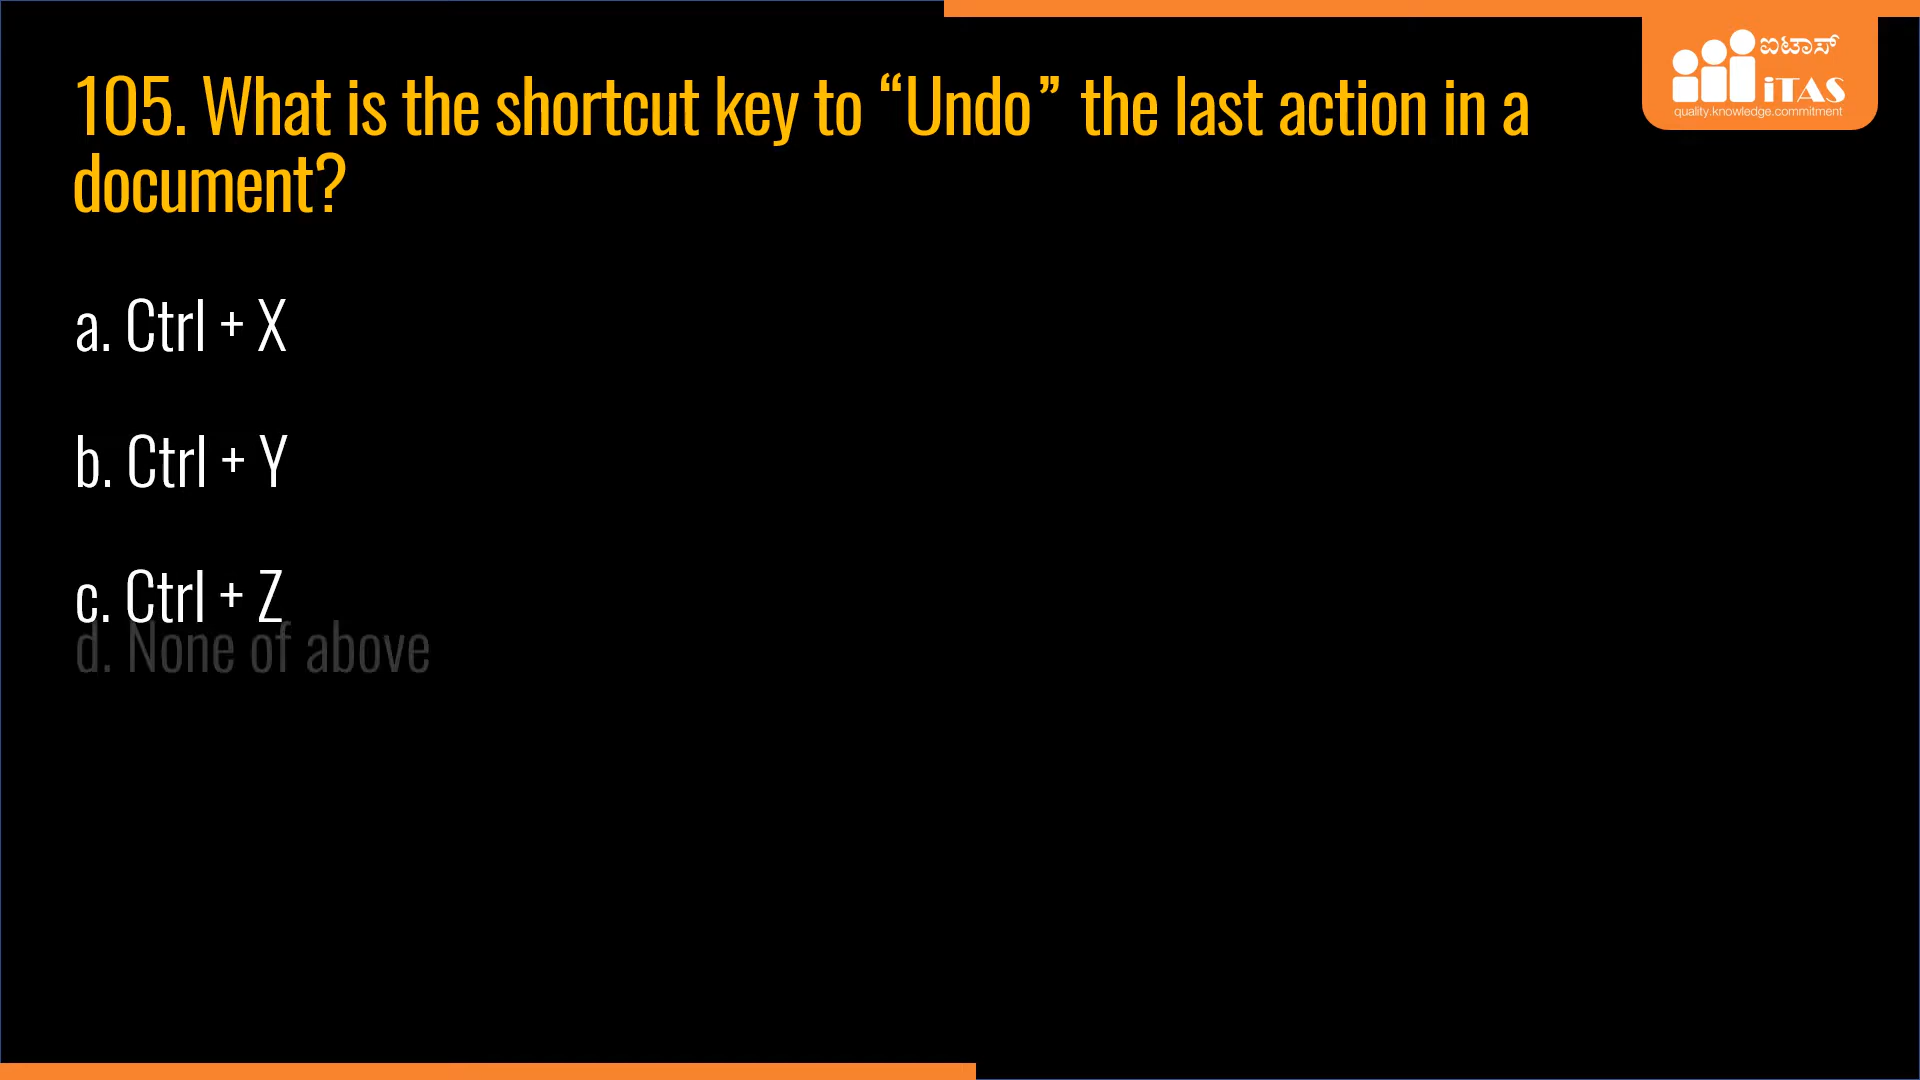 ಐಟಾಸ್
iTAS
quality.knowledge.commitment
105. What is the shortcut key to “Undo” the last action in a
document?
a. Ctrl + X
b. Ctrl + Y
c. Ctrl + Z
d. None of above